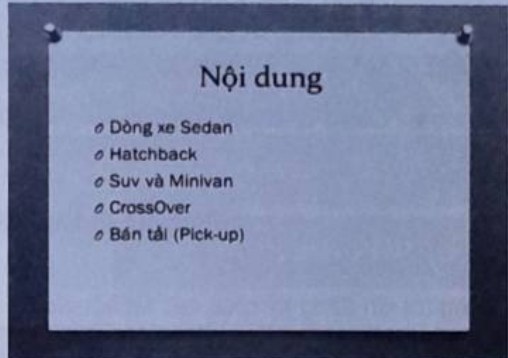 Nội dung
Dòng xe Sedan
Hatchback
Suv và Minivan
CrossOver
Bán tải (Pick-up)